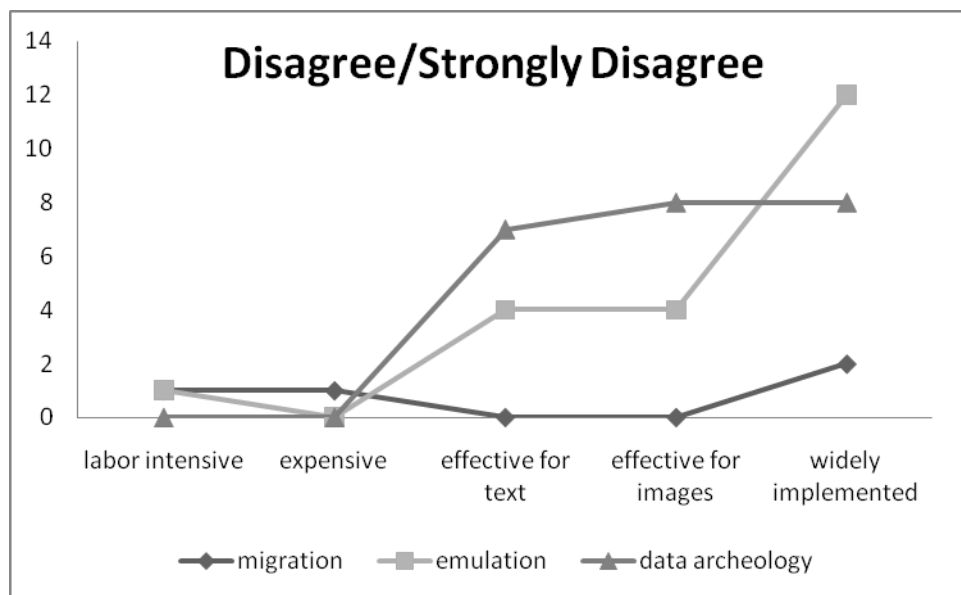 Disagree/Strongly Disagree
14
12
10
8
6
4
2
0
labor intensive
expensive
effective for
text
effective for
images
widely
implemented
migration
emulation
data archeology